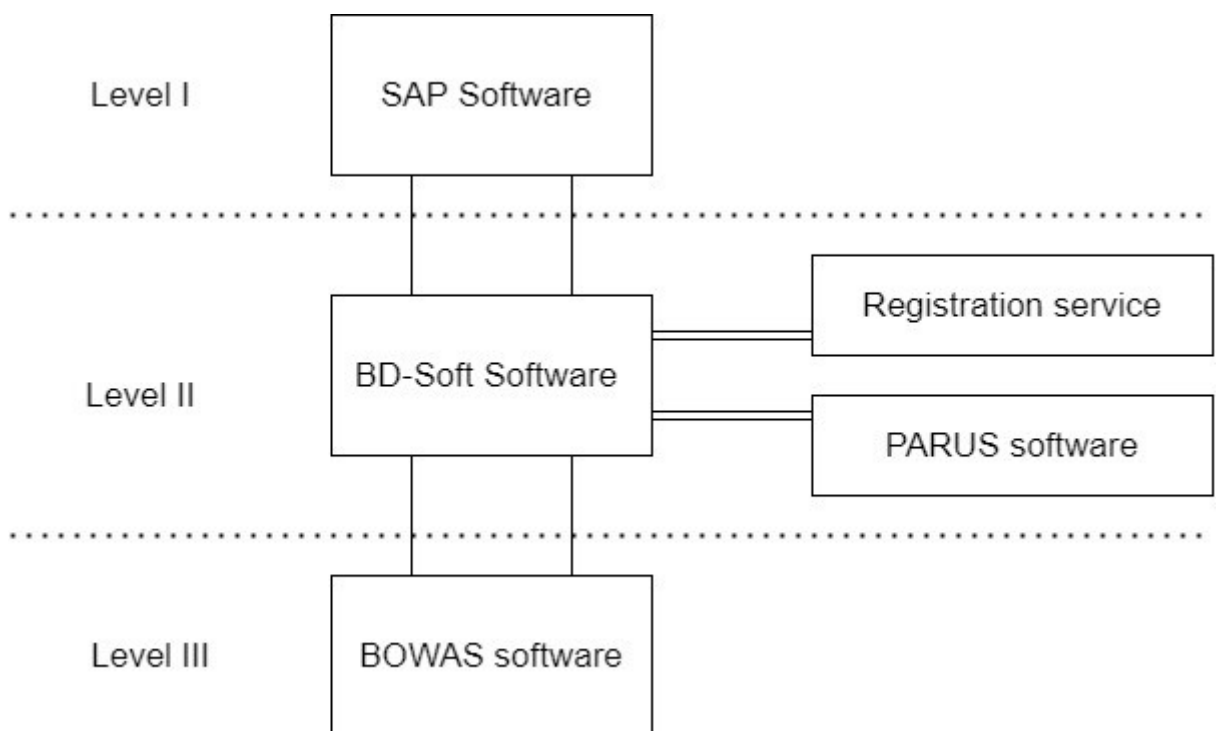 Level I
SAP Software
Registration service
BD-Soft Software
Level II
PARUS software
Level III
BOWAS software